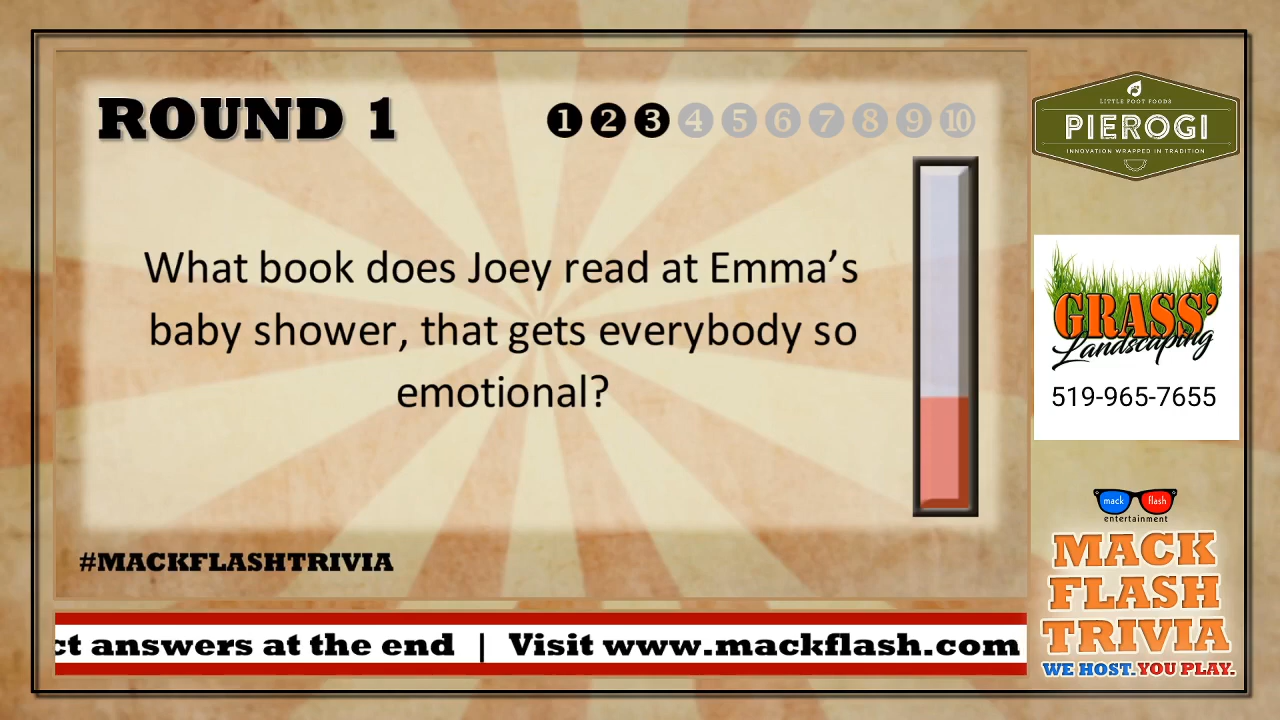 ROUND 1
1 2 3 4 5 6 7 8 9 10
What book does Joey read at Emma’s
baby shower, that gets everybody so
emotional?
#MACKFLASHTRIVIA
ct answers at the end | Visit www.mackflash.com
LITTLE FOOT FOODS
PIEROGI
INNOVATION WRAPPED IN TRADITION
GRASS'
Landscaping
519-965-7655
mack flash
entertainment
MACK
FLASH
TRIVIA
WE HOST. YOU PLAY.